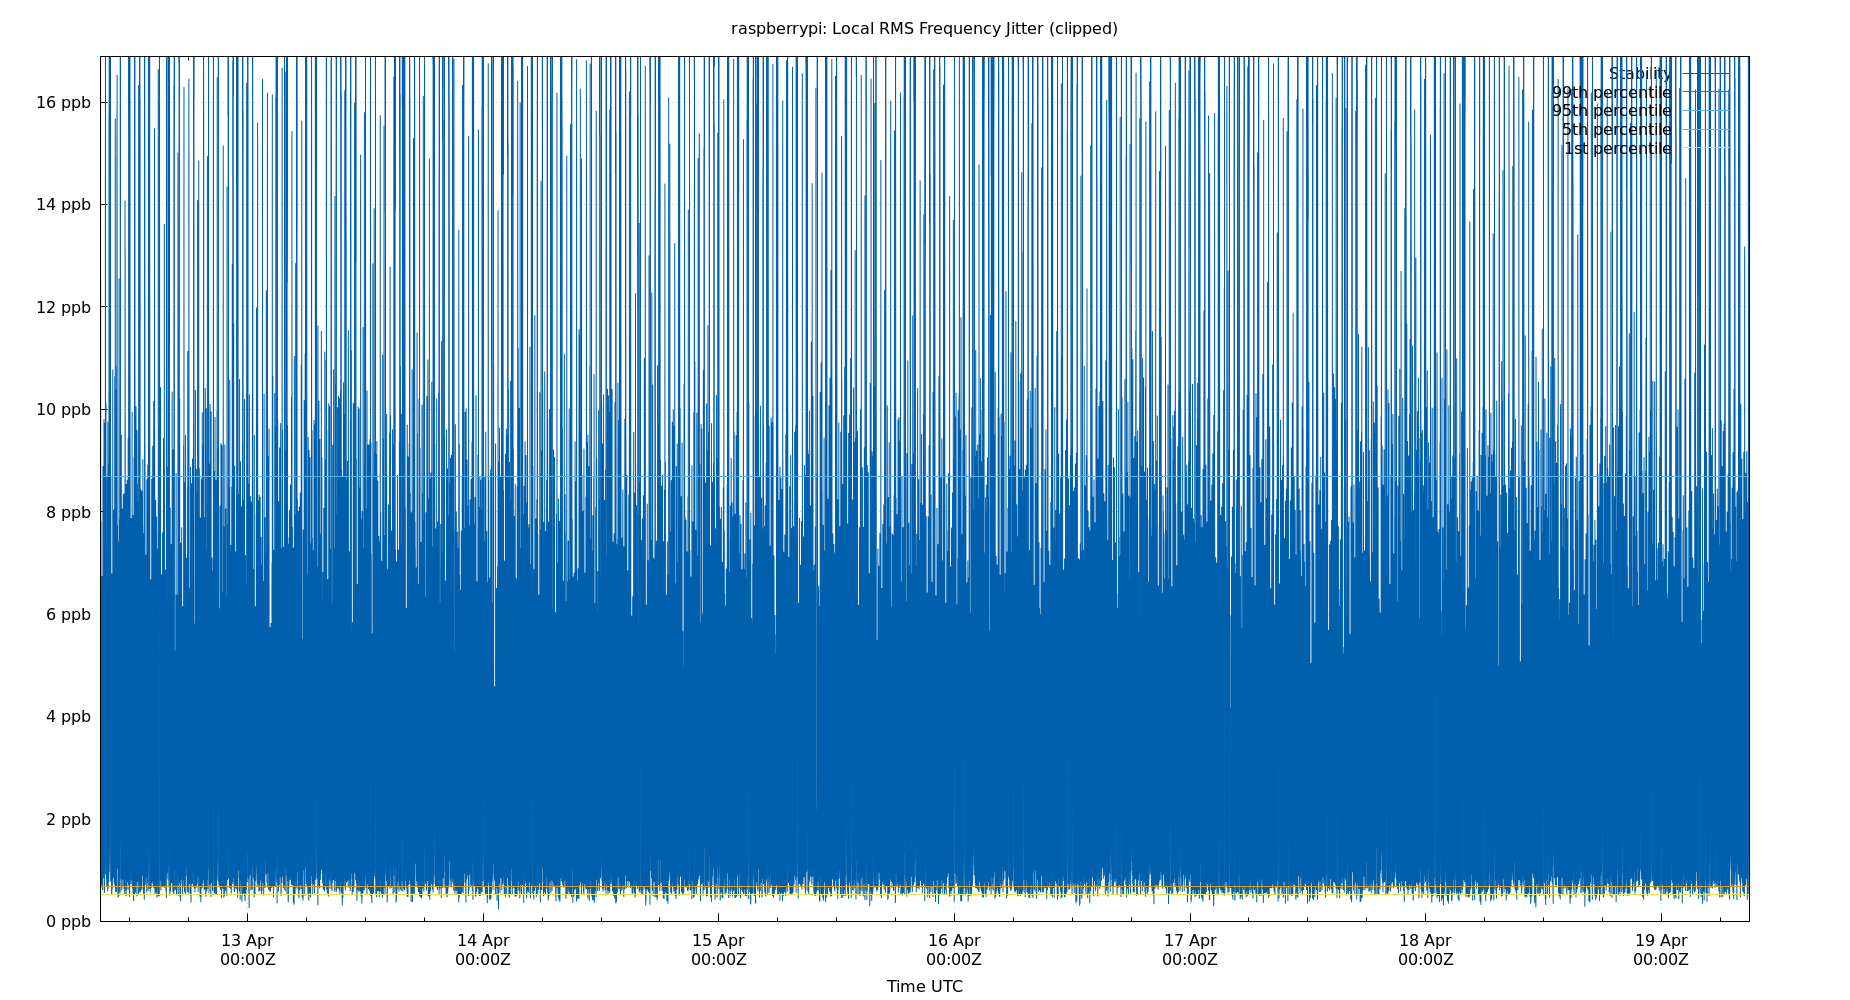 raspberrypi: Local RMS Frequency Jitter (clipped)
Stability
99th percentile
95th percentile
5th percentile
1st percentile
16 ppb
14 ppb
12 ppb
10 ppb
8 ppb
6 ppb
4 ppb
2 ppb
0 ppb
13 Apr 14 Apr 15 Apr 16 Apr 17 Apr 18 Apr 19 Apr
00:00Z 00:00Z 00:00Z 00:00Z 00:00Z 00:00Z 00:00Z
Time UTC